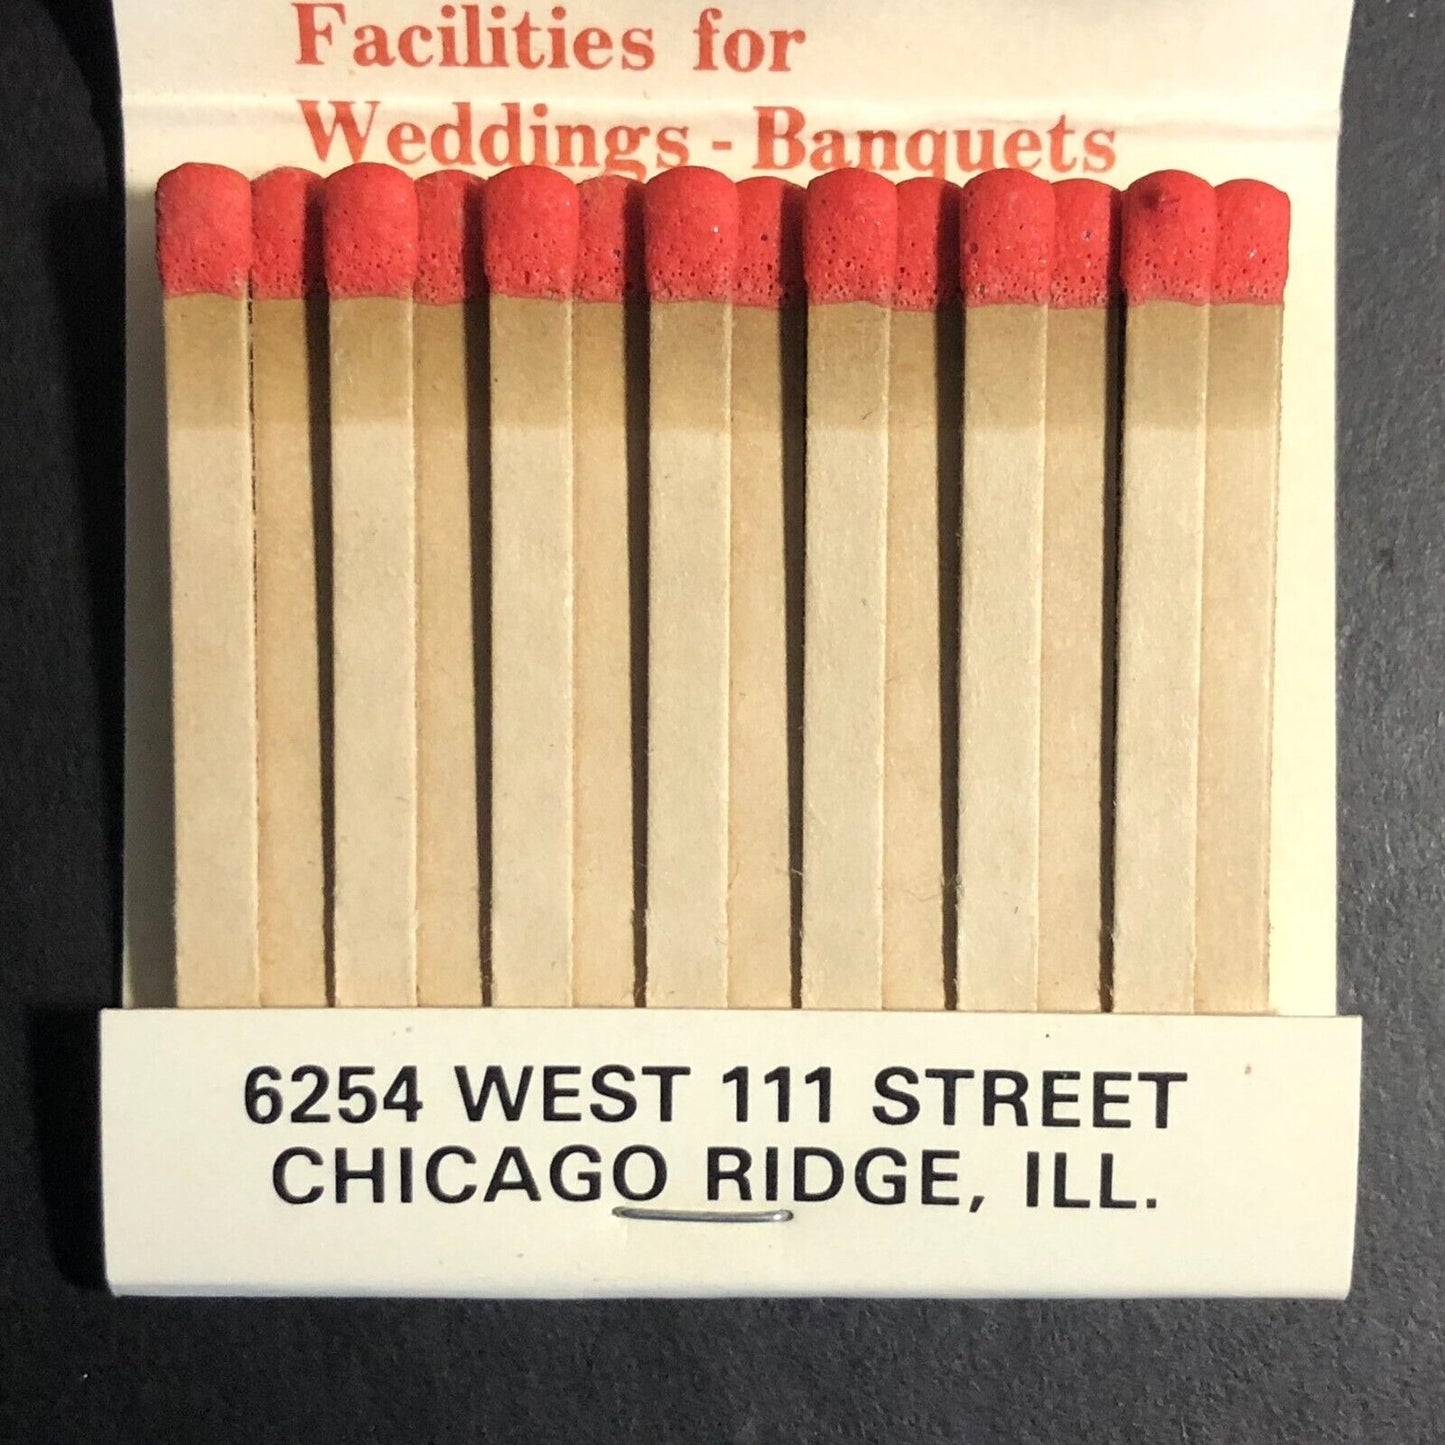 Facilities for
Weddings - Banquets
6254 WEST 111 STREET
CHICAGO RIDGE, ILL.